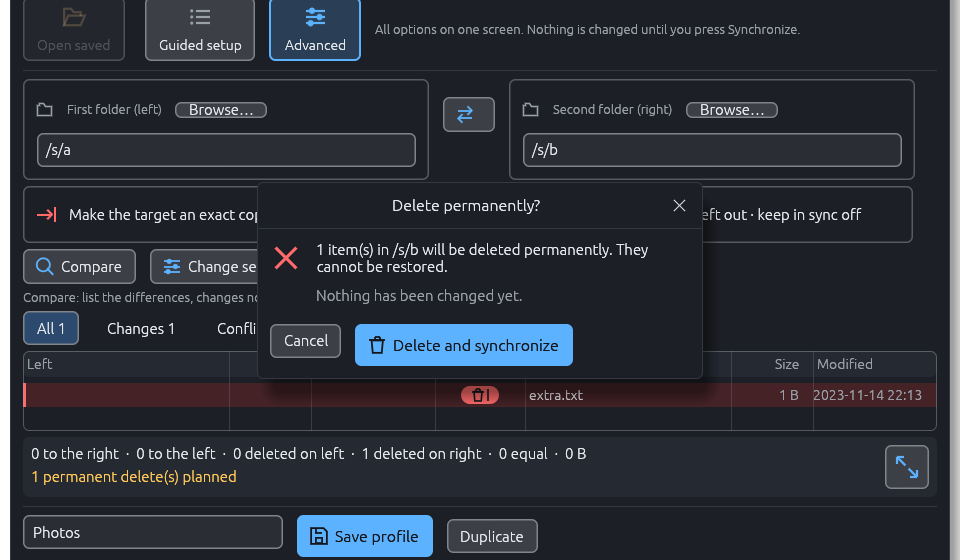 Open saved
Guided setup
Advanced
All options on one screen. Nothing is changed until you press Synchronize.
First folder (left)
Browse...
Second folder (right)
Browse...
/s/a
/s/b
Make the target an exact
left out · keep in sync off
Delete permanently?
1 item(s) in /s/b will be deleted permanently. They
cannot be restored.
Nothing has been changed yet.
Cancel
Delete and synchronize
Compare
Change
Compare: list the differences, changes
All 1
Changes 1
Left
Size
Modified
extra.txt
1 B
2023-11-14 22:13
0 to the right · 0 to the left · 0 deleted on left · 1 deleted on right · 0 equal · 0 B
1 permanent delete(s) planned
Photos
Save profile
Duplicate